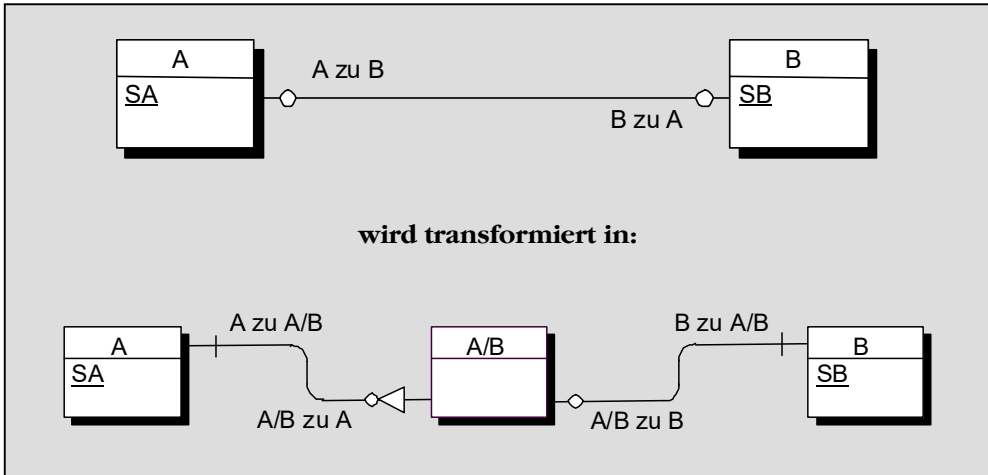 A
SA
A zu B
B zu A
B
SB
wird transformiert in:
A
SA
A zu A/B
A/B zu A
A/B
B zu A/B
A/B zu B
B
SB